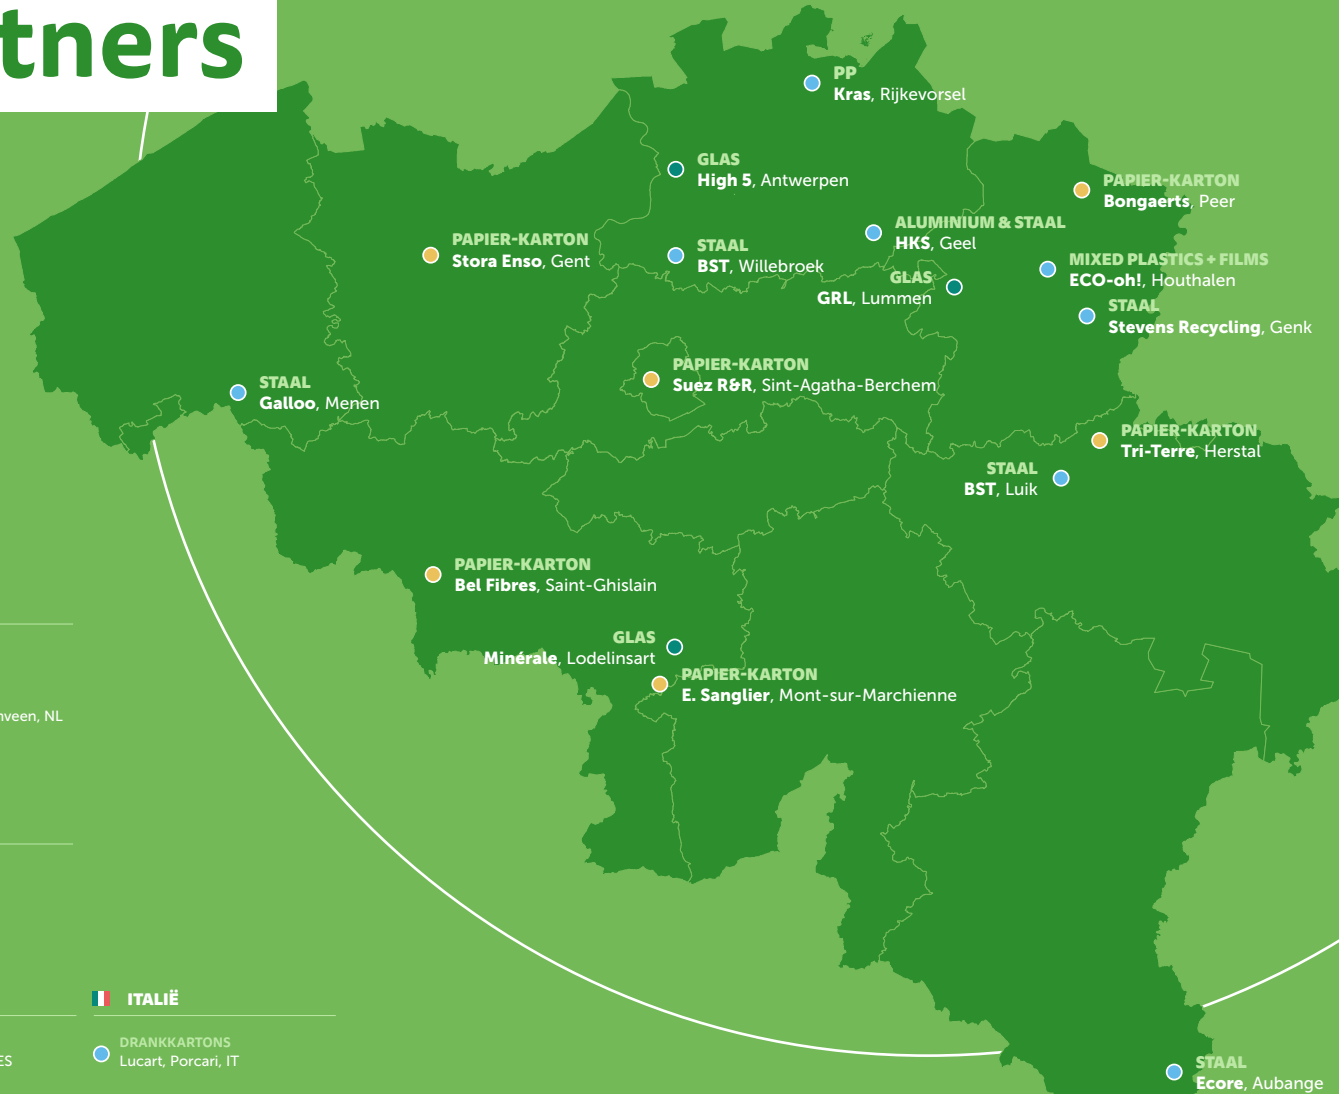 tners
PP
Kras, Rijkevorsel
GLAS
High 5, Antwerpen
PAPIER-KARTON
Bongaerts, Peer
ALUMINIUM & STAAL
HKS, Geel
PAPIER-KARTON
Stora Enso, Gent
STAAL
BST, Willebroek
MIXED PLASTICS + FILMS
ECO-oh!, Houthalen
GLAS
GRL, Lummen
STAAL
Stevens Recycling, Genk
PAPIER-KARTON
Suez R&R, Sint-Agatha-Berchem
STAAL
Galloo, Menen
PAPIER-KARTON
Tri-Terre, Herstal
STAAL
BST, Luik
PAPIER-KARTON
Bel Fibres, Saint-Ghislain
GLAS
Minérale, Lodelinsart
PAPIER-KARTON
E. Sanglier, Mont-sur-Marchienne
nveen, NL
ITALIË
DRANKKARTONS
Lucart, Porcari, IT
ES
STAAL
Ecore, Aubange